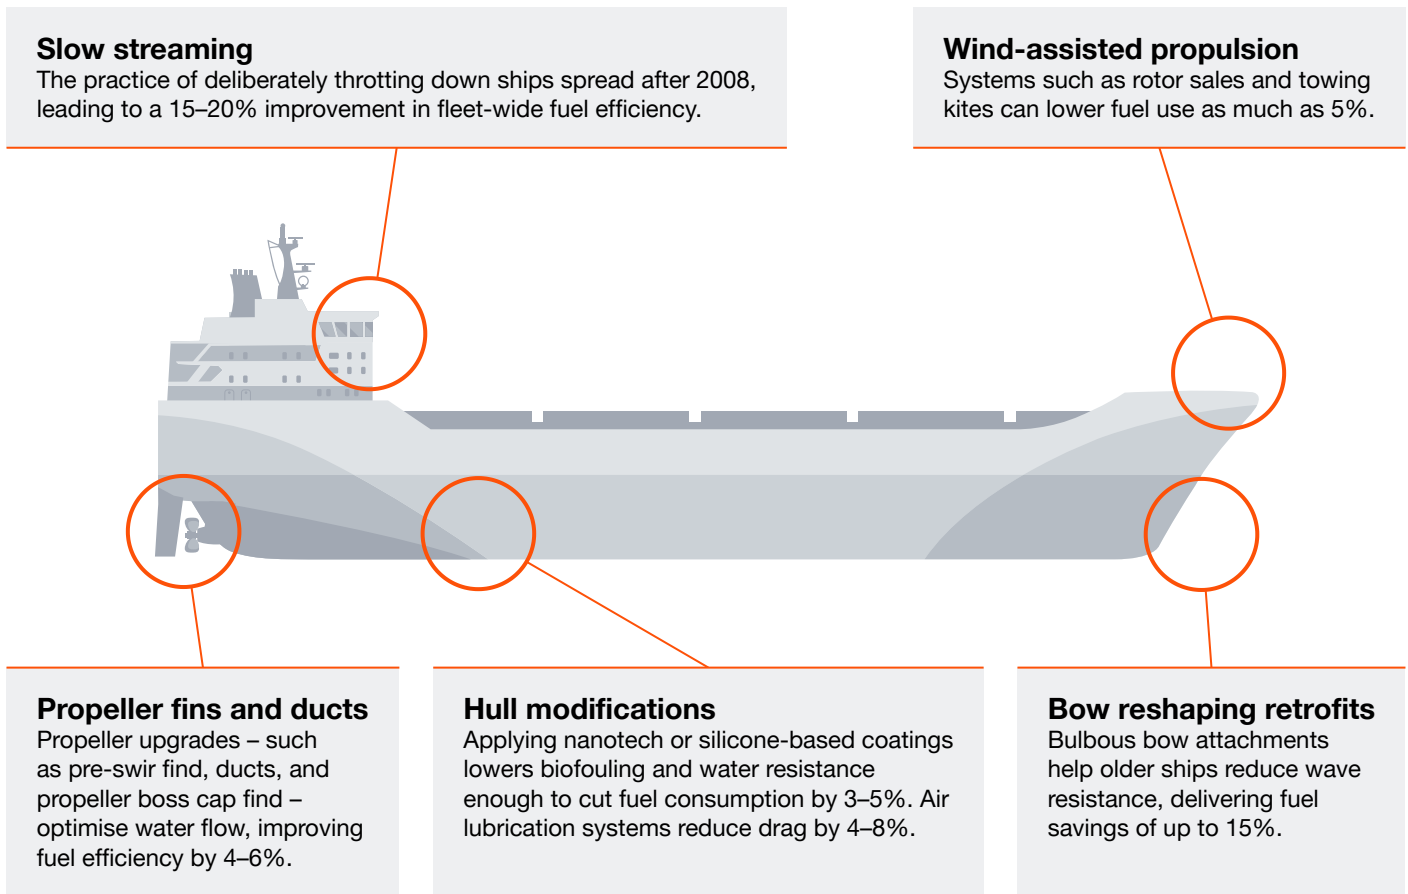 Slow streaming
The practice of deliberately throtting down ships spread after 2008,
leading to a 15–20% improvement in fleet-wide fuel efficiency.
Wind-assisted propulsion
Systems such as rotor sales and towing
kites can lower fuel use as much as 5%.
Propeller fins and ducts
Propeller upgrades – such
as pre-swir find, ducts, and
propeller boss cap find –
optimise water flow, improving
fuel efficiency by 4–6%.
Hull modifications
Applying nanotech or silicone-based coatings
lowers biofouling and water resistance
enough to cut fuel consumption by 3–5%. Air
lubrication systems reduce drag by 4–8%.
Bow reshaping retrofits
Bulbous bow attachments
help older ships reduce wave
resistance, delivering fuel
savings of up to 15%.